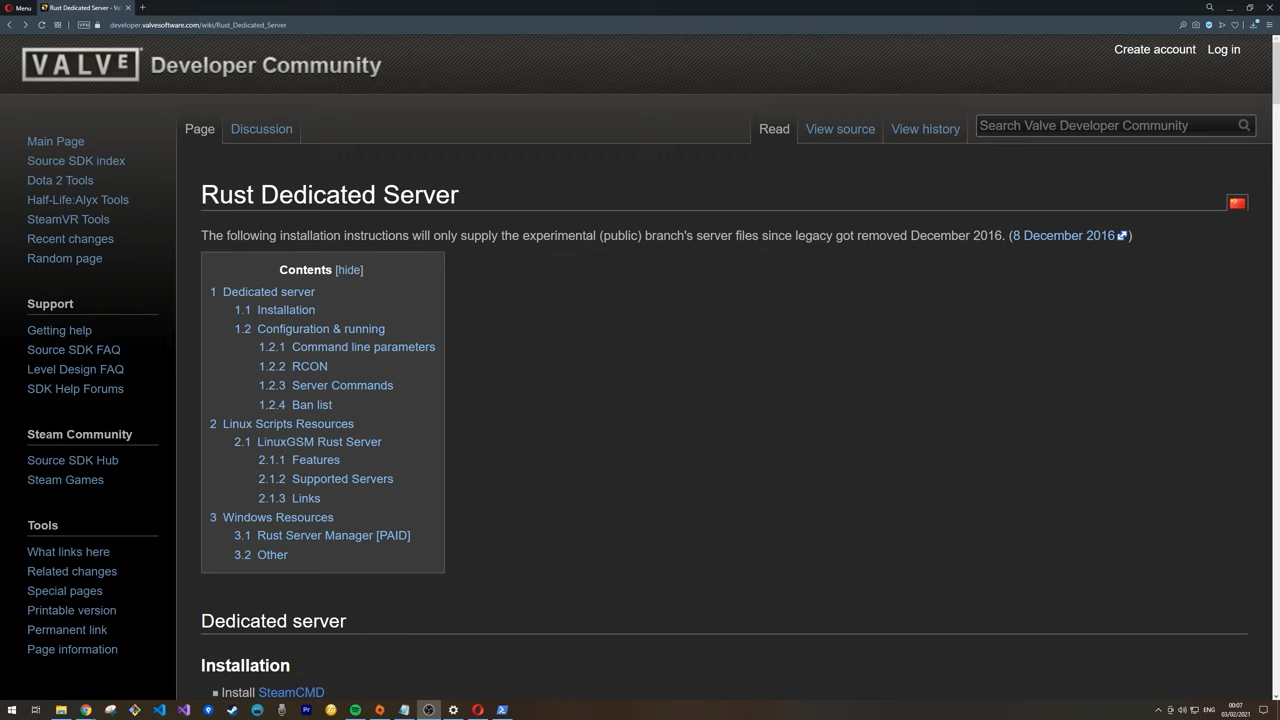 Menu
Rust Dedicated Server - Va
VPN
developer.valvesoftware.com/wiki/Rust_Dedicated_Server
Create account Log in
VALVE Developer Community
Page Discussion Read View source View history Search Valve Developer Community
Main Page
Source SDK index
Dota 2 Tools
Half-Life:Alyx Tools
SteamVR Tools
Recent changes
Random page
Support
Getting help
Source SDK FAQ
Level Design FAQ
SDK Help Forums
Steam Community
Source SDK Hub
Steam Games
Tools
What links here
Related changes
Special pages
Printable version
Permanent link
Page information
Rust Dedicated Server
The following installation instructions will only supply the experimental (public) branch's server files since legacy got removed December 2016. (8 December 2016)
Contents [hide]
1 Dedicated server
1.1 Installation
1.2 Configuration & running
1.2.1 Command line parameters
1.2.2 RCON
1.2.3 Server Commands
1.2.4 Ban list
2 Linux Scripts Resources
2.1 LinuxGSM Rust Server
2.1.1 Features
2.1.2 Supported Servers
2.1.3 Links
3 Windows Resources
3.1 Rust Server Manager [PAID]
3.2 Other
Dedicated server
Installation
Install SteamCMD
Pr
ENG
00:07
03/02/2021